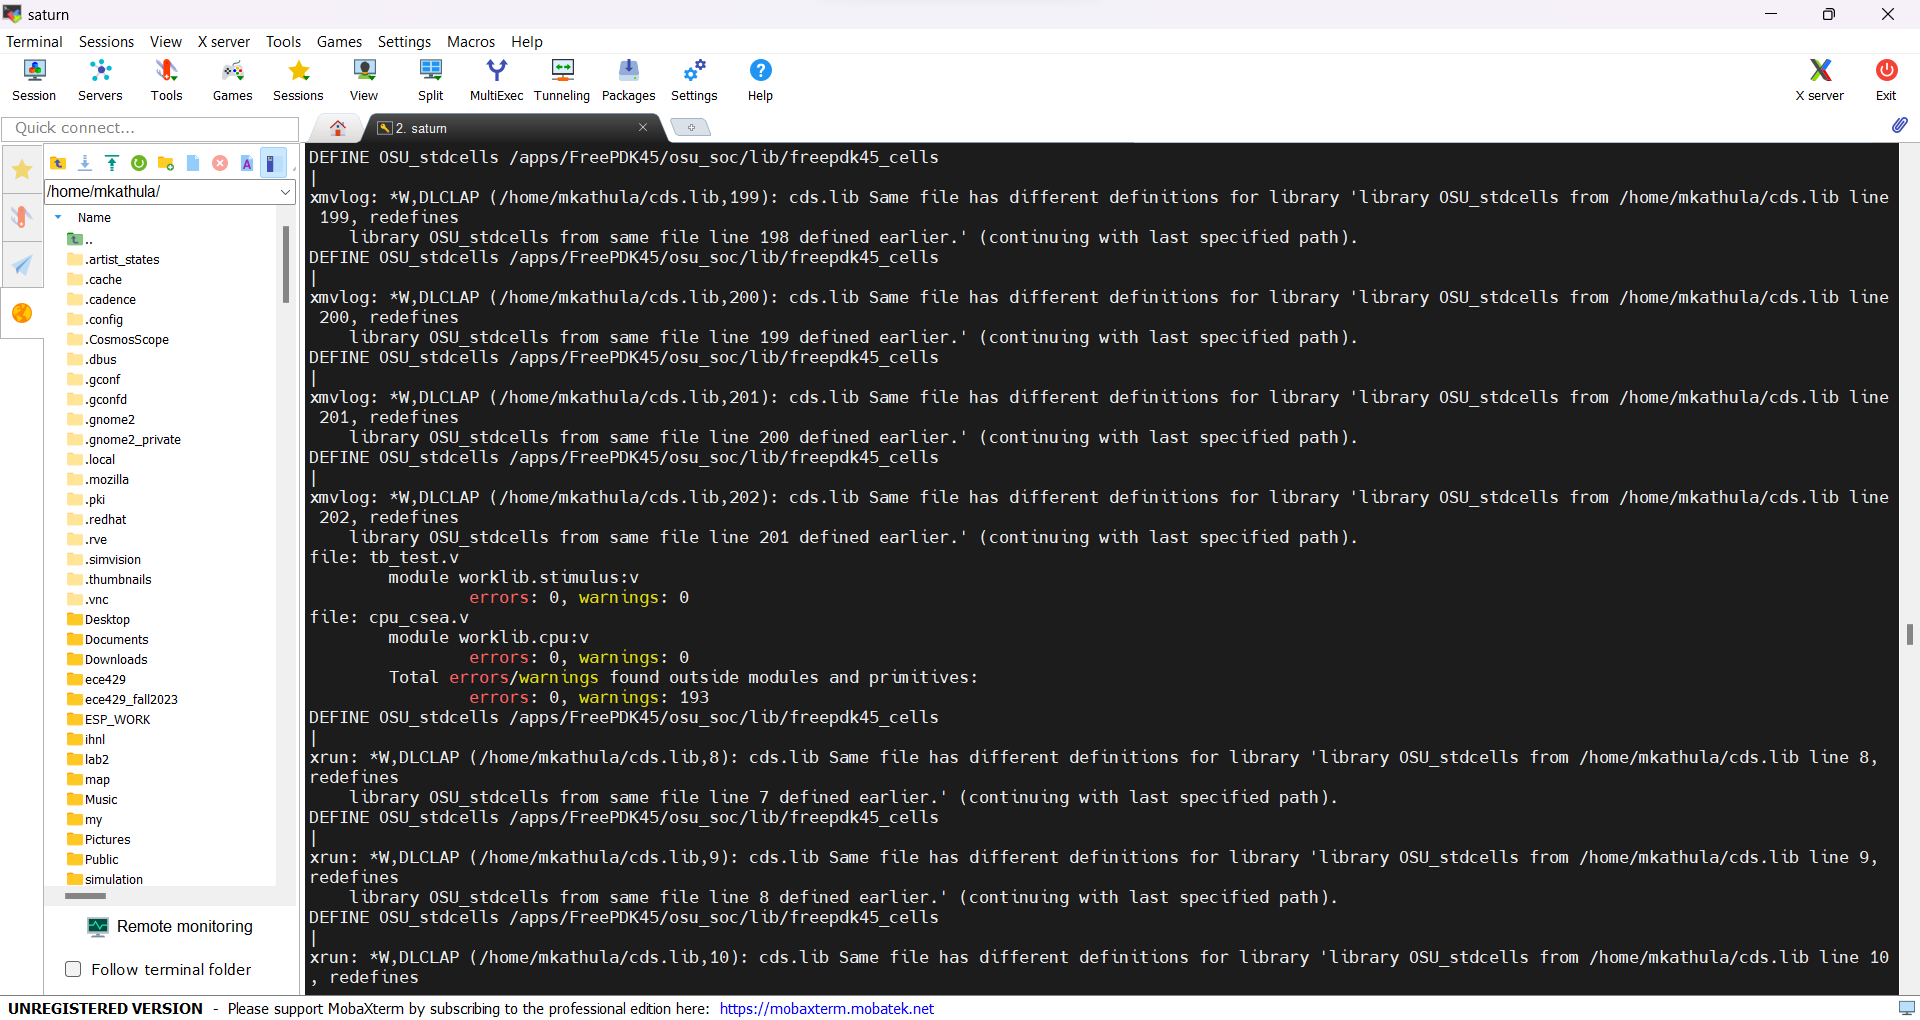 saturn
Terminal Sessions View X server Tools Games Settings Macros Help
Session Servers Tools Games Sessions View Split MultiExec Tunneling Packages Settings Help X server Exit
Quick connect...
2. saturn
/home/mkathula/
Name
..
.artist_states
.cache
.cadence
.config
.CosmosScope
.dbus
.gconf
.gconfd
.gnome2
.gnome2_private
.local
.mozilla
.pki
.redhat
.rve
.simvision
.thumbnails
.vnc
Desktop
Documents
Downloads
ece429
ece429_fall2023
ESP_WORK
ihnl
lab2
map
Music
my
Pictures
Public
simulation
Remote monitoring
Follow terminal folder
DEFINE OSU_stdcells /apps/FreePDK45/osu_soc/lib/freepdk45_cells
|
xmvlog: *W,DLCLAP (/home/mkathula/cds.lib,199): cds.lib Same file has different definitions for library 'library OSU_stdcells from /home/mkathula/cds.lib line
199, redefines
library OSU_stdcells from same file line 198 defined earlier.' (continuing with last specified path).
DEFINE OSU_stdcells /apps/FreePDK45/osu_soc/lib/freepdk45_cells
|
xmvlog: *W,DLCLAP (/home/mkathula/cds.lib,200): cds.lib Same file has different definitions for library 'library OSU_stdcells from /home/mkathula/cds.lib line
200, redefines
library OSU_stdcells from same file line 199 defined earlier.' (continuing with last specified path).
DEFINE OSU_stdcells /apps/FreePDK45/osu_soc/lib/freepdk45_cells
|
xmvlog: *W,DLCLAP (/home/mkathula/cds.lib,201): cds.lib Same file has different definitions for library 'library OSU_stdcells from /home/mkathula/cds.lib line
201, redefines
library OSU_stdcells from same file line 200 defined earlier.' (continuing with last specified path).
DEFINE OSU_stdcells /apps/FreePDK45/osu_soc/lib/freepdk45_cells
|
xmvlog: *W,DLCLAP (/home/mkathula/cds.lib,202): cds.lib Same file has different definitions for library 'library OSU_stdcells from /home/mkathula/cds.lib line
202, redefines
library OSU_stdcells from same file line 201 defined earlier.' (continuing with last specified path).
file: tb_test.v
module worklib.stimulus:v
errors: 0, warnings: 0
file: cpu_csea.v
module worklib.cpu:v
errors: 0, warnings: 0
Total errors/warnings found outside modules and primitives:
errors: 0, warnings: 193
DEFINE OSU_stdcells /apps/FreePDK45/osu_soc/lib/freepdk45_cells
|
xrun: *W,DLCLAP (/home/mkathula/cds.lib,8): cds.lib Same file has different definitions for library 'library OSU_stdcells from /home/mkathula/cds.lib line 8,
redefines
library OSU_stdcells from same file line 7 defined earlier.' (continuing with last specified path).
DEFINE OSU_stdcells /apps/FreePDK45/osu_soc/lib/freepdk45_cells
|
xrun: *W,DLCLAP (/home/mkathula/cds.lib,9): cds.lib Same file has different definitions for library 'library OSU_stdcells from /home/mkathula/cds.lib line 9,
redefines
library OSU_stdcells from same file line 8 defined earlier.' (continuing with last specified path).
DEFINE OSU_stdcells /apps/FreePDK45/osu_soc/lib/freepdk45_cells
|
xrun: *W,DLCLAP (/home/mkathula/cds.lib,10): cds.lib Same file has different definitions for library 'library OSU_stdcells from /home/mkathula/cds.lib line 10
, redefines
UNREGISTERED VERSION - Please support MobaXterm by subscribing to the professional edition here: https://mobaxterm.mobatek.net